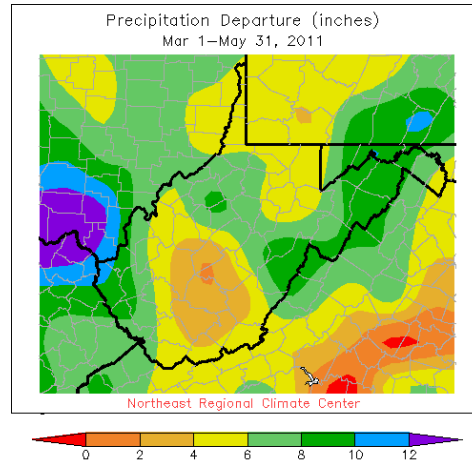 Precipitation Departure (inches)
Mar 1–May 31, 2011
Northeast Regional Climate Center
0 2 4 6 8 10 12